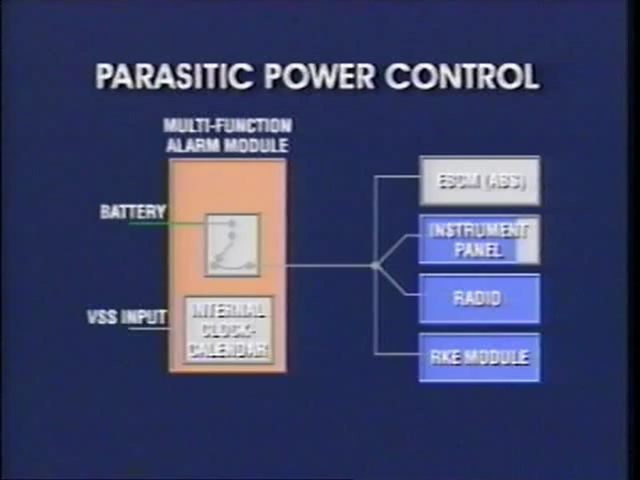 PARASITIC POWER CONTROL
MULTI-FUNCTION
ALARM MODULE
BATTERY
VSS INPUT
INTERNAL
CLOCK-
CALENDAR
ESCM (ABS)
INSTRUMENT
PANEL
RADIO
RKE MODULE